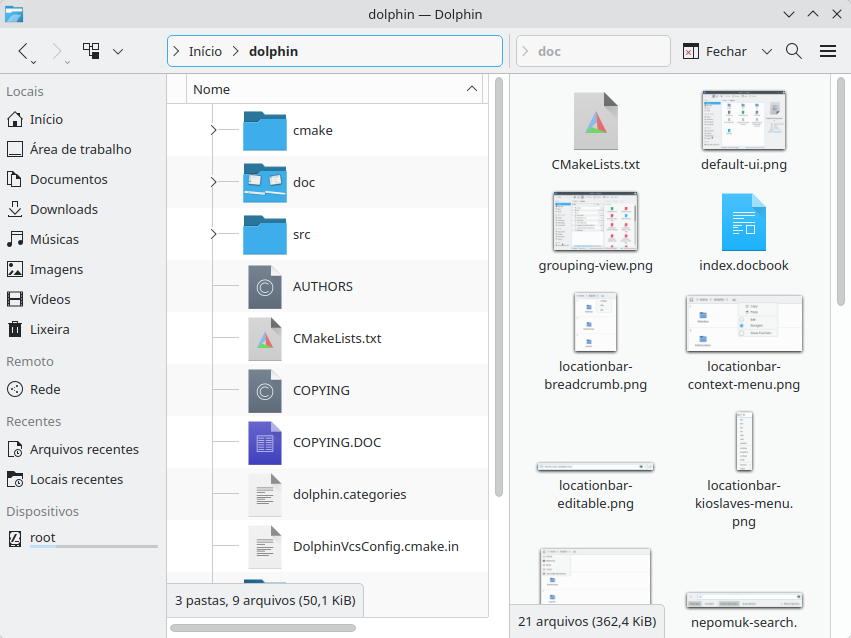 dolphin — Dolphin
Início
dolphin
doc
Fechar
Locais
Início
Área de trabalho
Documentos
Downloads
Músicas
Imagens
Vídeos
Lixeira
Remoto
Rede
Recentes
Arquivos recentes
Locais recentes
Dispositivos
root
Nome
cmake
doc
src
AUTHORS
CMakeLists.txt
COPYING
COPYING.DOC
dolphin.categories
DolphinVcsConfig.cmake.in
3 pastas, 9 arquivos (50,1 KiB)
CMakeLists.txt
default-ui.png
grouping-view.png
index.docbook
locationbar-
breadcrumb.png
locationbar-
context-menu.png
locationbar-
editable.png
locationbar-
kioslaves-menu.
png
nepomuk-search.
21 arquivos (362,4 KiB)